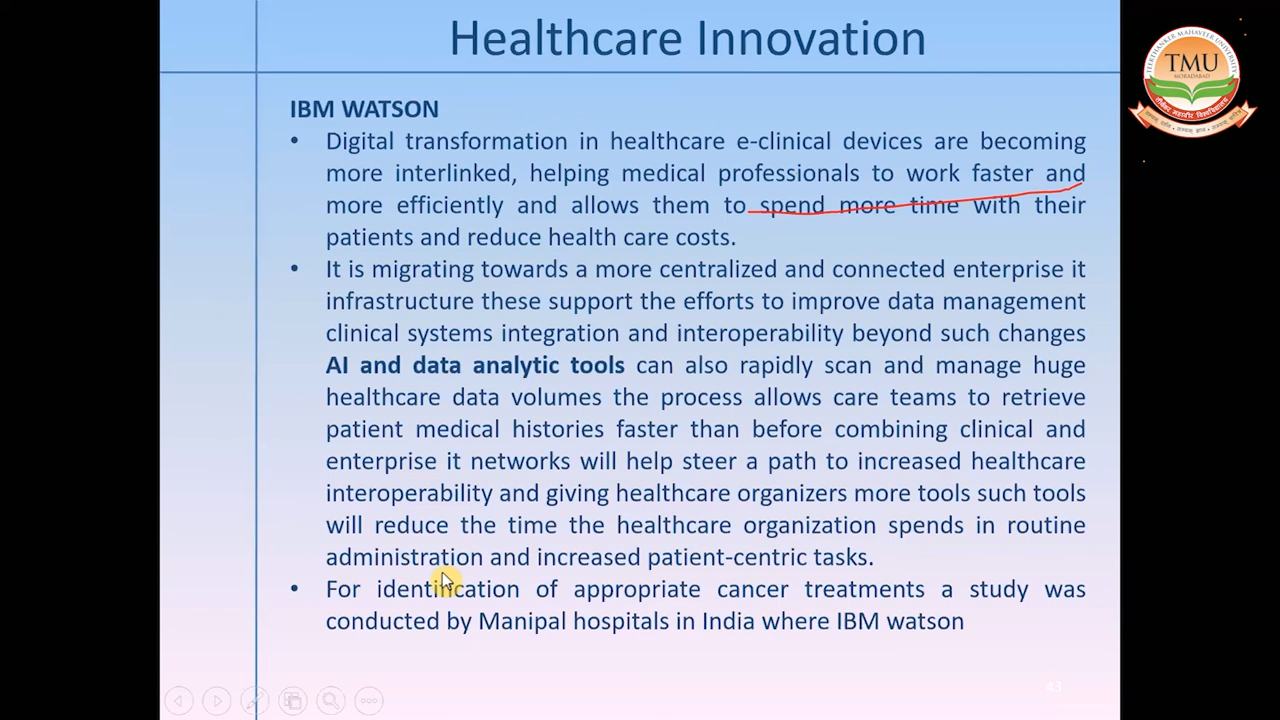 Healthcare Innovation
TEERTHANKER MAHAVEER UNIVERSITY
TMU
MORADABAD
IBM WATSON
• Digital transformation in healthcare e-clinical devices are becoming
more interlinked, helping medical professionals to work faster and
more efficiently and allows them to spend more time with their
patients and reduce health care costs.
• It is migrating towards a more centralized and connected enterprise it
infrastructure these support the efforts to improve data management
clinical systems integration and interoperability beyond such changes
AI and data analytic tools can also rapidly scan and manage huge
healthcare data volumes the process allows care teams to retrieve
patient medical histories faster than before combining clinical and
enterprise it networks will help steer a path to increased healthcare
interoperability and giving healthcare organizers more tools such tools
will reduce the time the healthcare organization spends in routine
administration and increased patient-centric tasks.
• For identification of appropriate cancer treatments a study was
conducted by Manipal hospitals in India where IBM watson
43